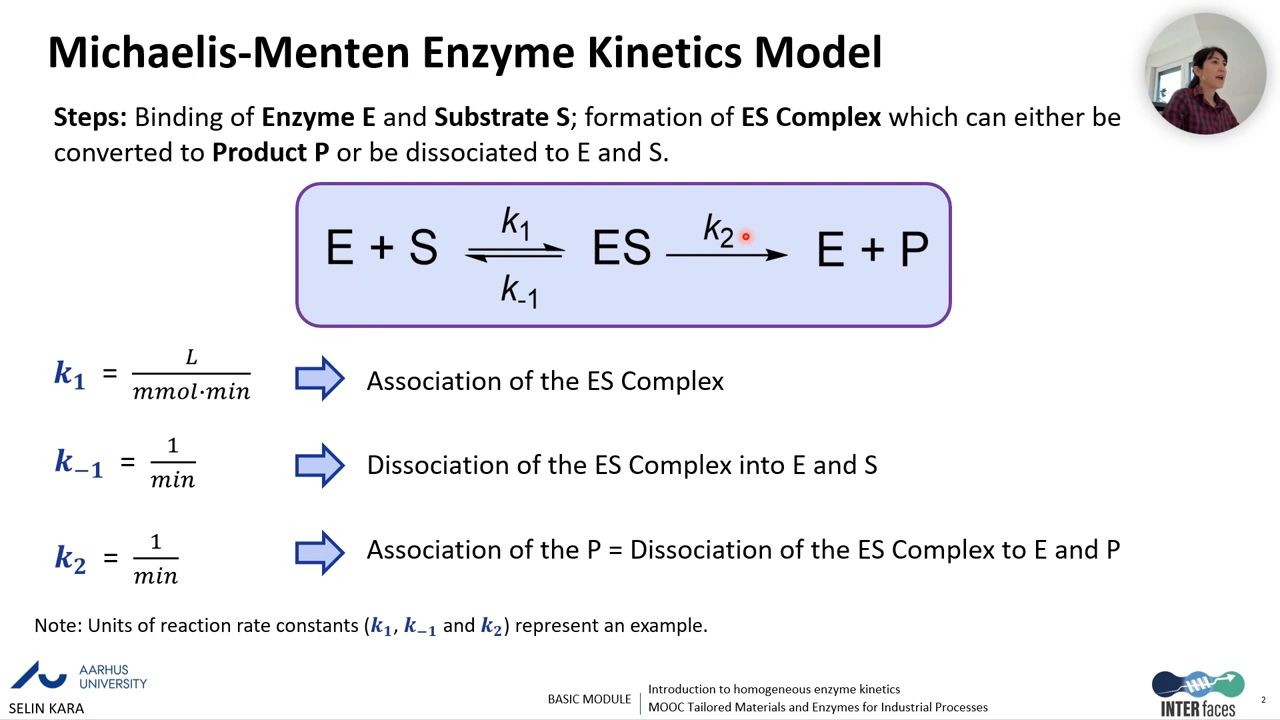 Michaelis-Menten Enzyme Kinetics Model
Steps: Binding of Enzyme E and Substrate S; formation of ES Complex which can either be
converted to Product P or be dissociated to E and S.
k₁
E + S ⇌ ES → E + P
k₂
k₋₁
k₁ = L / mmol·min
Association of the ES Complex
k₋₁ = 1 / min
Dissociation of the ES Complex into E and S
k₂ = 1 / min
Association of the P = Dissociation of the ES Complex to E and P
Note: Units of reaction rate constants (k₁, k₋₁ and k₂) represent an example.
AARHUS
UNIVERSITY
SELIN KARA
BASIC MODULE
Introduction to homogeneous enzyme kinetics
MOOC Tailored Materials and Enzymes for Industrial Processes
INTERfaces
2